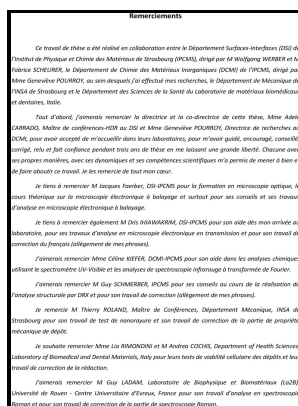 Remerciements
Ce travail de thèse a été réalisé en collaboration entre le Département Surfaces-Interfaces (DSI) de
l'Institut de Physique et Chimie des Matériaux de Strasbourg (IPCMS), dirigé par M Wolfgang WERBER et M
Fabrice SCHEURER, le Département de Chimie des Matériaux Inorganiques (DCMI) de l'IPCMS, dirigé par
Mme Geneviève POURROY, au sein desquels j'ai effectué mes recherches, le Département de Mécanique de
l'INSA de Strasbourg et le Département des Sciences de la Santé du Laboratoire de matériaux biomédicaux
et dentaires, Italie.
Tout d'abord, j'aimerais remercier la directrice et la co-directrice de cette thèse, Mme Adele
CARRADO, Maître de conférences-HDR au DSI et Mme Geneviève POURROY, Directrice de recherches au
DCMI, pour avoir accepté de m'accueillir dans leurs laboratoires, pour m'avoir guidé, encouragé, conseillé,
corrigé, relu et fait confiance pendant trois ans de thèse en me laissant une grande liberté. Chacune avec
ses propres manières, avec ses dynamiques et ses compétences scientifiques m'a permis de mener à bien et
de faire aboutir ce travail. Je les remercie de tout mon cœur.
Je tiens à remercier M Jacques Faerber, DSI-IPCMS pour la formation en microscopie optique, le
cours théorique sur la microscopie électronique à balayage et surtout pour ses conseils et ses travaux
d'analyse en microscopie électronique à balayage.
Je tiens à remercier également M Dris IHIAWAKRIM, DSI-IPCMS pour son aide dès mon arrivée au
laboratoire, pour ses travaux d'analyse en microscopie électronique en transmission et pour son travail de
correction du français (allègement de mes phrases).
J'aimerais remercier Mme Céline KIEFER, DCMI-IPCMS pour son aide dans les analyses chimiques
utilisant le spectromètre UV-Visible et les analyses de spectroscopie infrarouge à transformée de Fourier.
J'aimerais remercier M Guy SCHMERBER, IPCMS pour ses conseils au cours de la réalisation de
l'analyse structurale par DRX et pour son travail de correction (allègement de mes phrases).
Je remercie M Thierry ROLAND, Maître de Conférences, Département Mécanique, INSA de
Strasbourg pour son travail de test de nanorayure et son travail de correction de la partie de propriété
mécanique de dépôt.
Je souhaite remercier Mme Lia RIMONDINI et M Andrea COCHIS, Department of Health Sciences,
Laboratory of Biomedical and Dental Materials, Italy pour leurs tests de viabilité cellulaire des dépôts et leur
travail de correction de la rédaction.
J'aimerais remercier M Guy LADAM, Laboratoire de Biophysique et Biomatériaux (La2B),
Université de Rouen - Centre Universitaire d'Evreux, France pour son travail d'analyse en spectroscopie
Raman et pour son travail de correction de la partie de spectroscopie Raman.